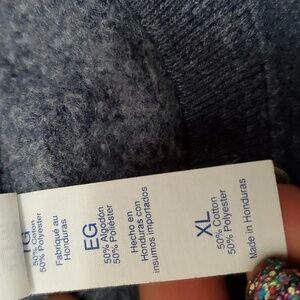 TG
50% Coton
50% Polyester
Fabriqué au
Honduras
EG
50% Algodón
50% Poliéster
Hecho en
Honduras con
insumos importados
XL
50% Cotton
50% Polyester
Made in Honduras